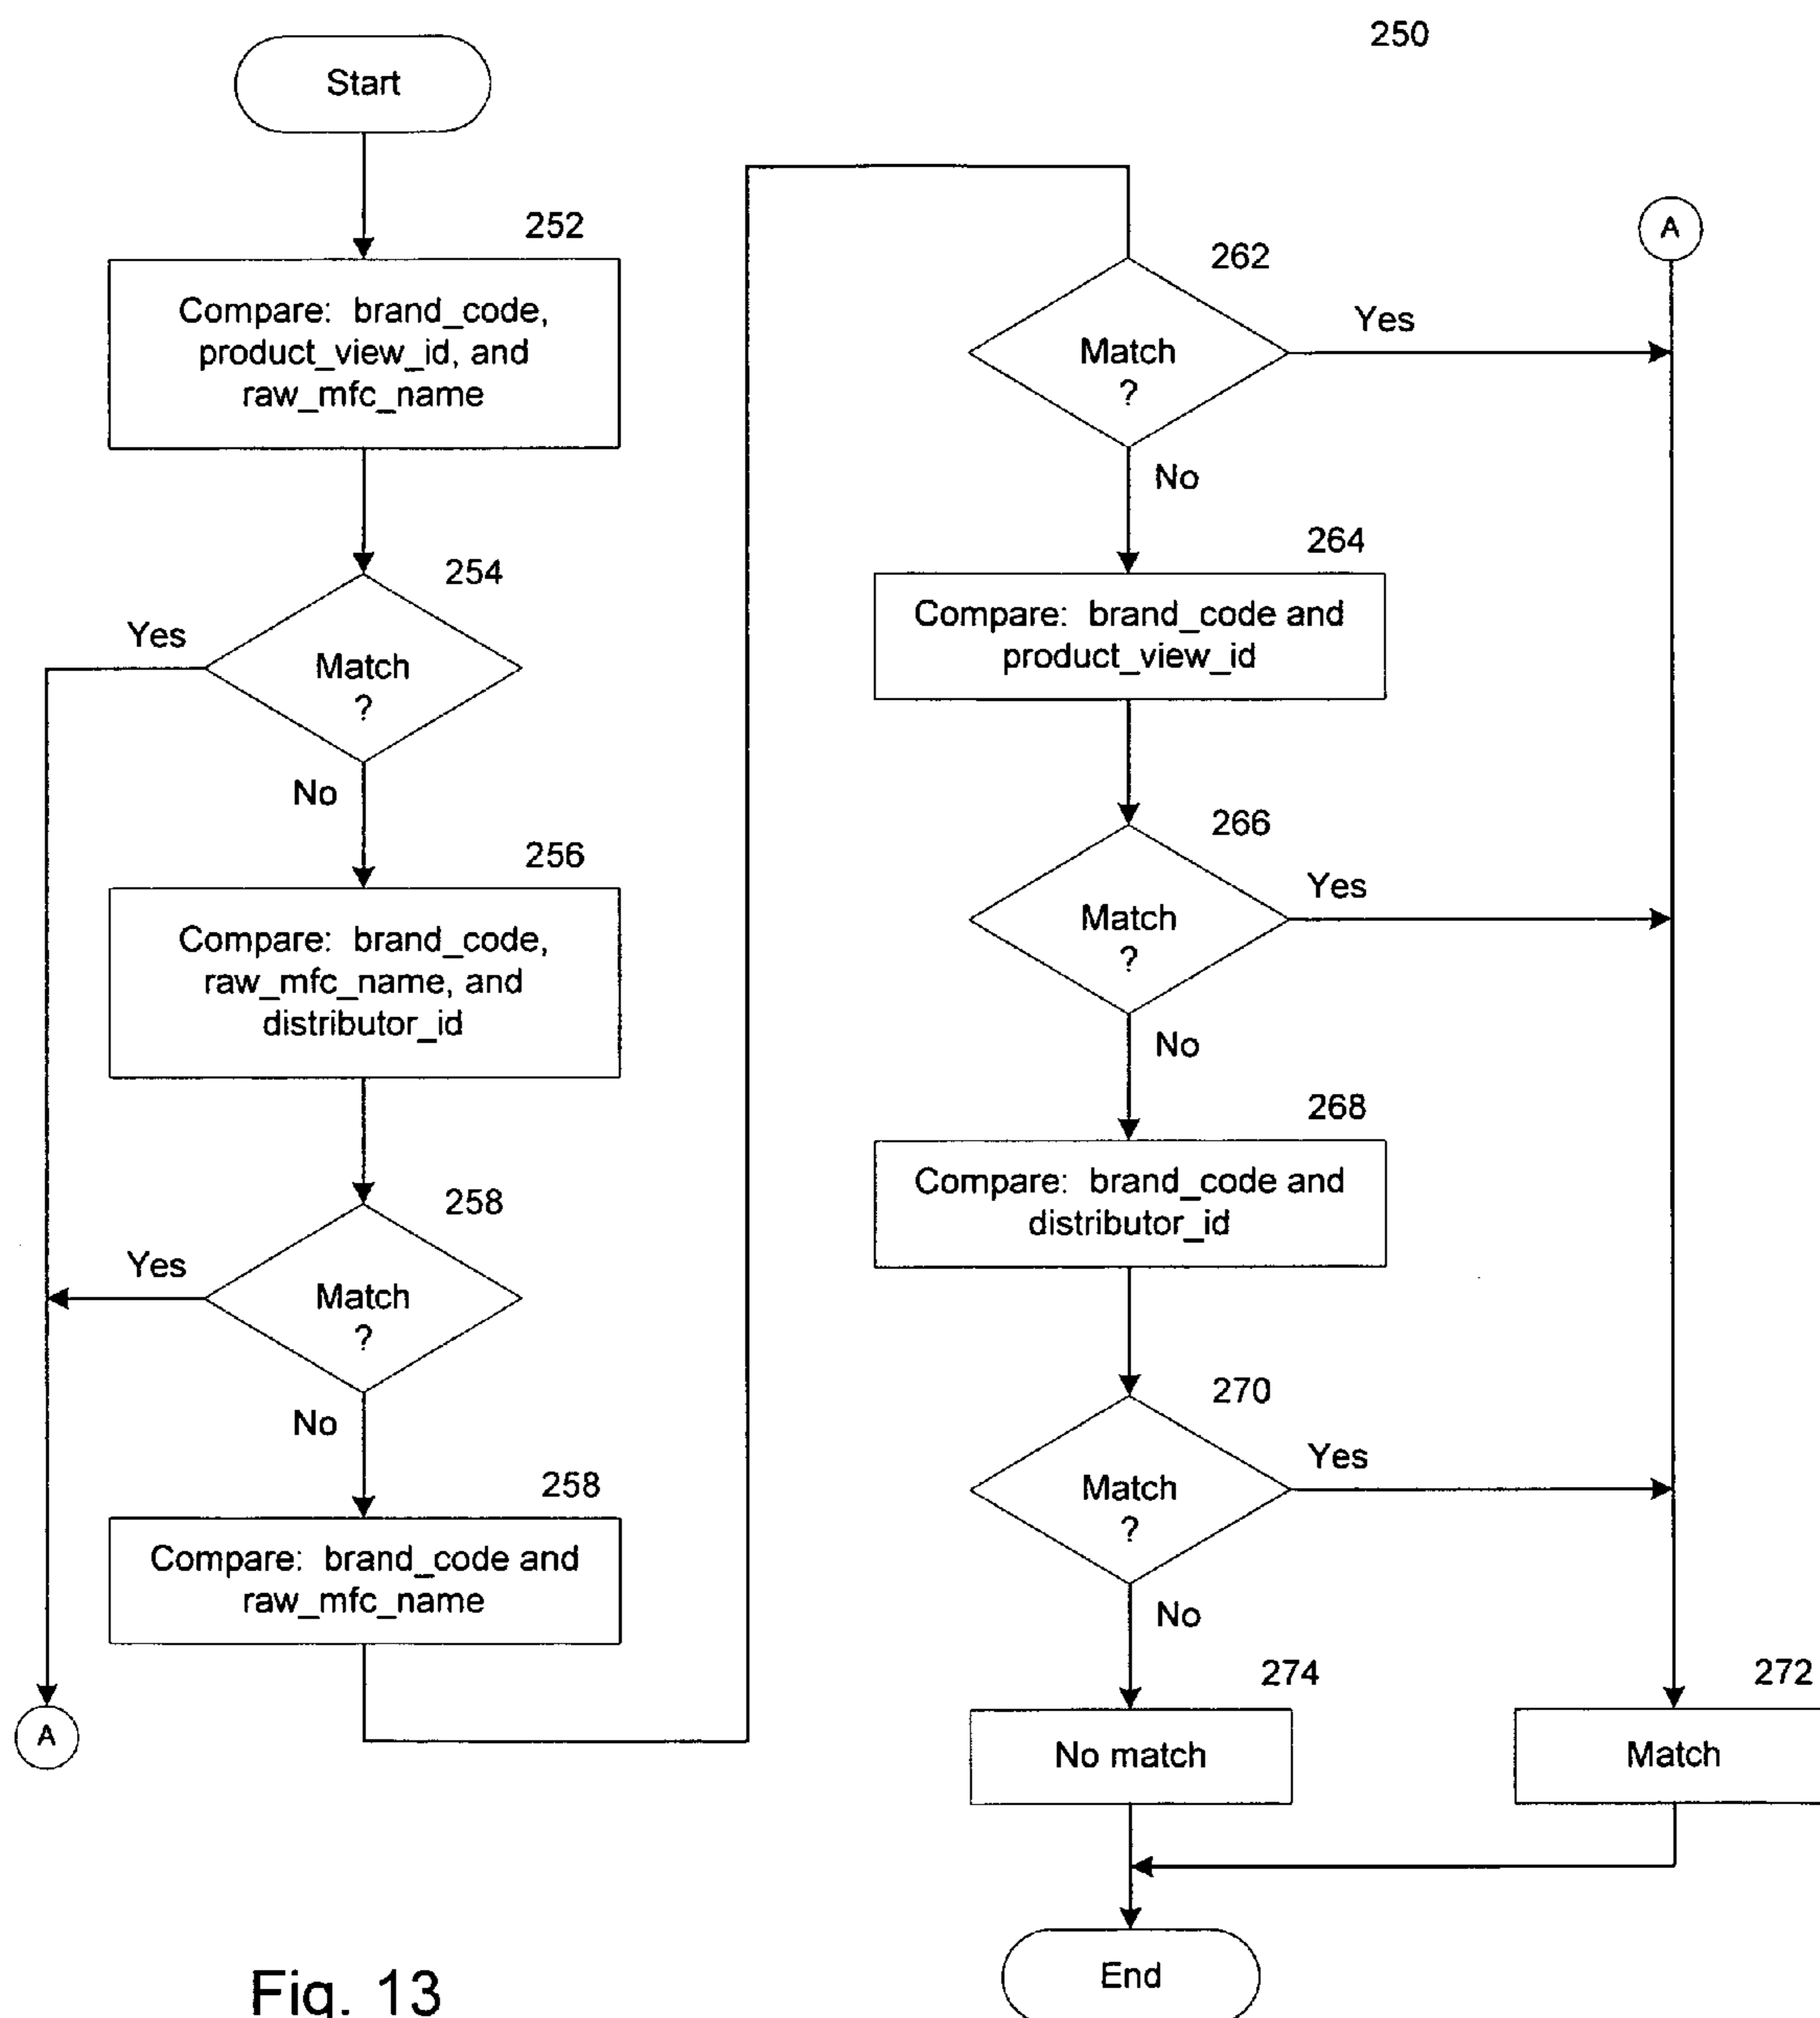 250
Start
252
Compare: brand_code,
product_view_id, and
raw_mfc_name
254
Yes
Match
?
No
256
Compare: brand_code,
raw_mfc_name, and
distributor_id
258
Yes
Match
?
No
258
Compare: brand_code and
raw_mfc_name
A
262
Match
?
Yes
No
264
Compare: brand_code and
product_view_id
266
Match
?
Yes
No
268
Compare: brand_code and
distributor_id
270
Match
?
Yes
No
274
No match
A
272
Match
End
Fig. 13